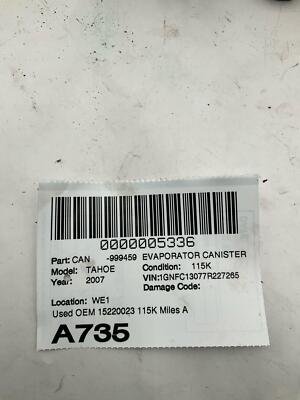 0000005336
Part: CAN -999459 EVAPORATOR CANISTER
Model: TAHOE Condition: 115K
Year: 2007 VIN:1GNFC13077R227265
Damage Code:
Location: WE1
Used OEM 15220023 115K Miles A
A735